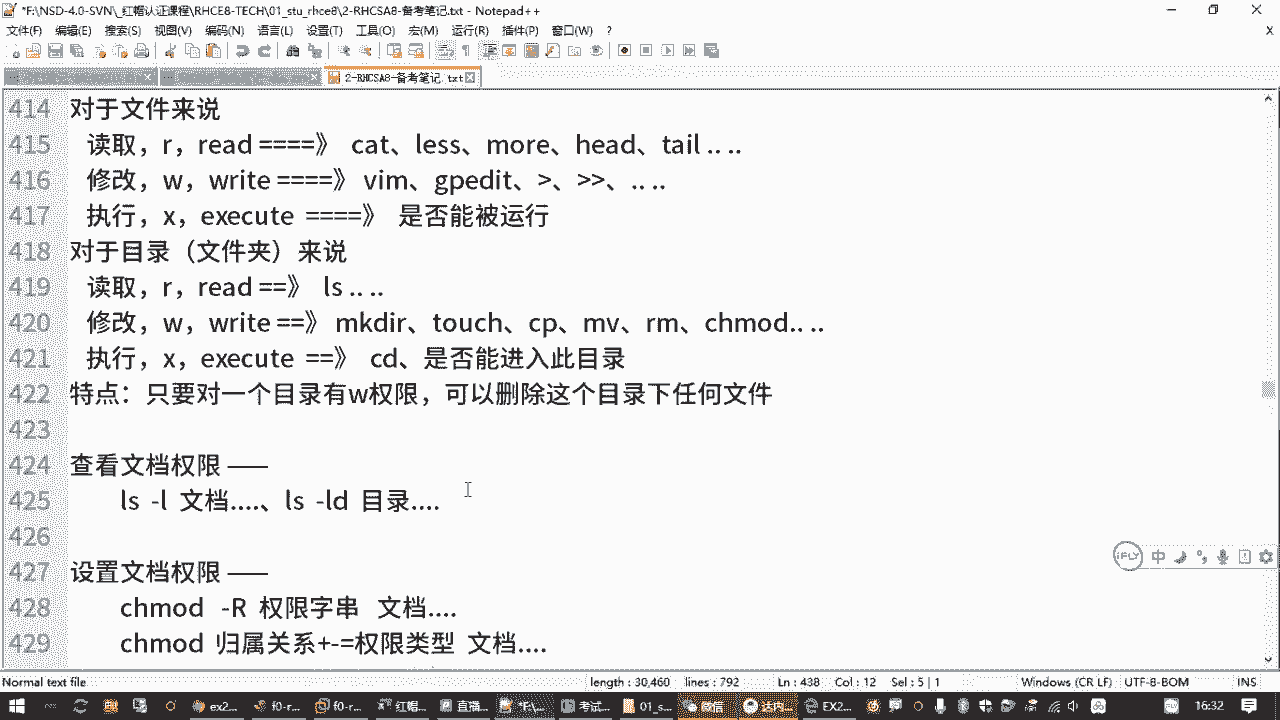 *F:\NSD-4.0-SVN\_红帽认证课程\RHCE8-TECH\01_stu_rhce8\2-RHCSA8-备考笔记.txt - Notepad++
文件(F) 编辑(E) 搜索(S) 视图(V) 编码(N) 语言(L) 设置(T) 工具(O) 宏(M) 运行(R) 插件(P) 窗口(W) ? X
2-RHCSA8-备考笔记.txt
414 对于文件来说
415 读取，r，read ====》 cat、less、more、head、tail .. ..
416 修改，w，write ====》 vim、gpedit、>、>>、.. ..
417 执行，x，execute ====》 是否能被运行
418 对于目录（文件夹）来说
419 读取，r，read ==》 ls .. ..
420 修改，w，write ==》 mkdir、touch、cp、mv、rm、chmod.. ..
421 执行，x，execute ==》 cd、是否能进入此目录
422 特点：只要对一个目录有w权限，可以删除这个目录下任何文件
423
424 查看文档权限 ——
425 ls -l 文档....、ls -ld 目录....
426
427 设置文档权限 ——
428 chmod -R 权限字串 文档....
429 chmod 归属关系+-=权限类型 文档....
iFLY 中
Normal text file length : 30,460 lines : 792 Ln : 438 Col : 12 Sel : 5 | 1 Windows (CR LF) UTF-8-BOM INS
ex2... f0-r... f0-r... 红帽... 直播... *F:\... 考试... 01_s... 微信 达内... EX2... 中 16:32